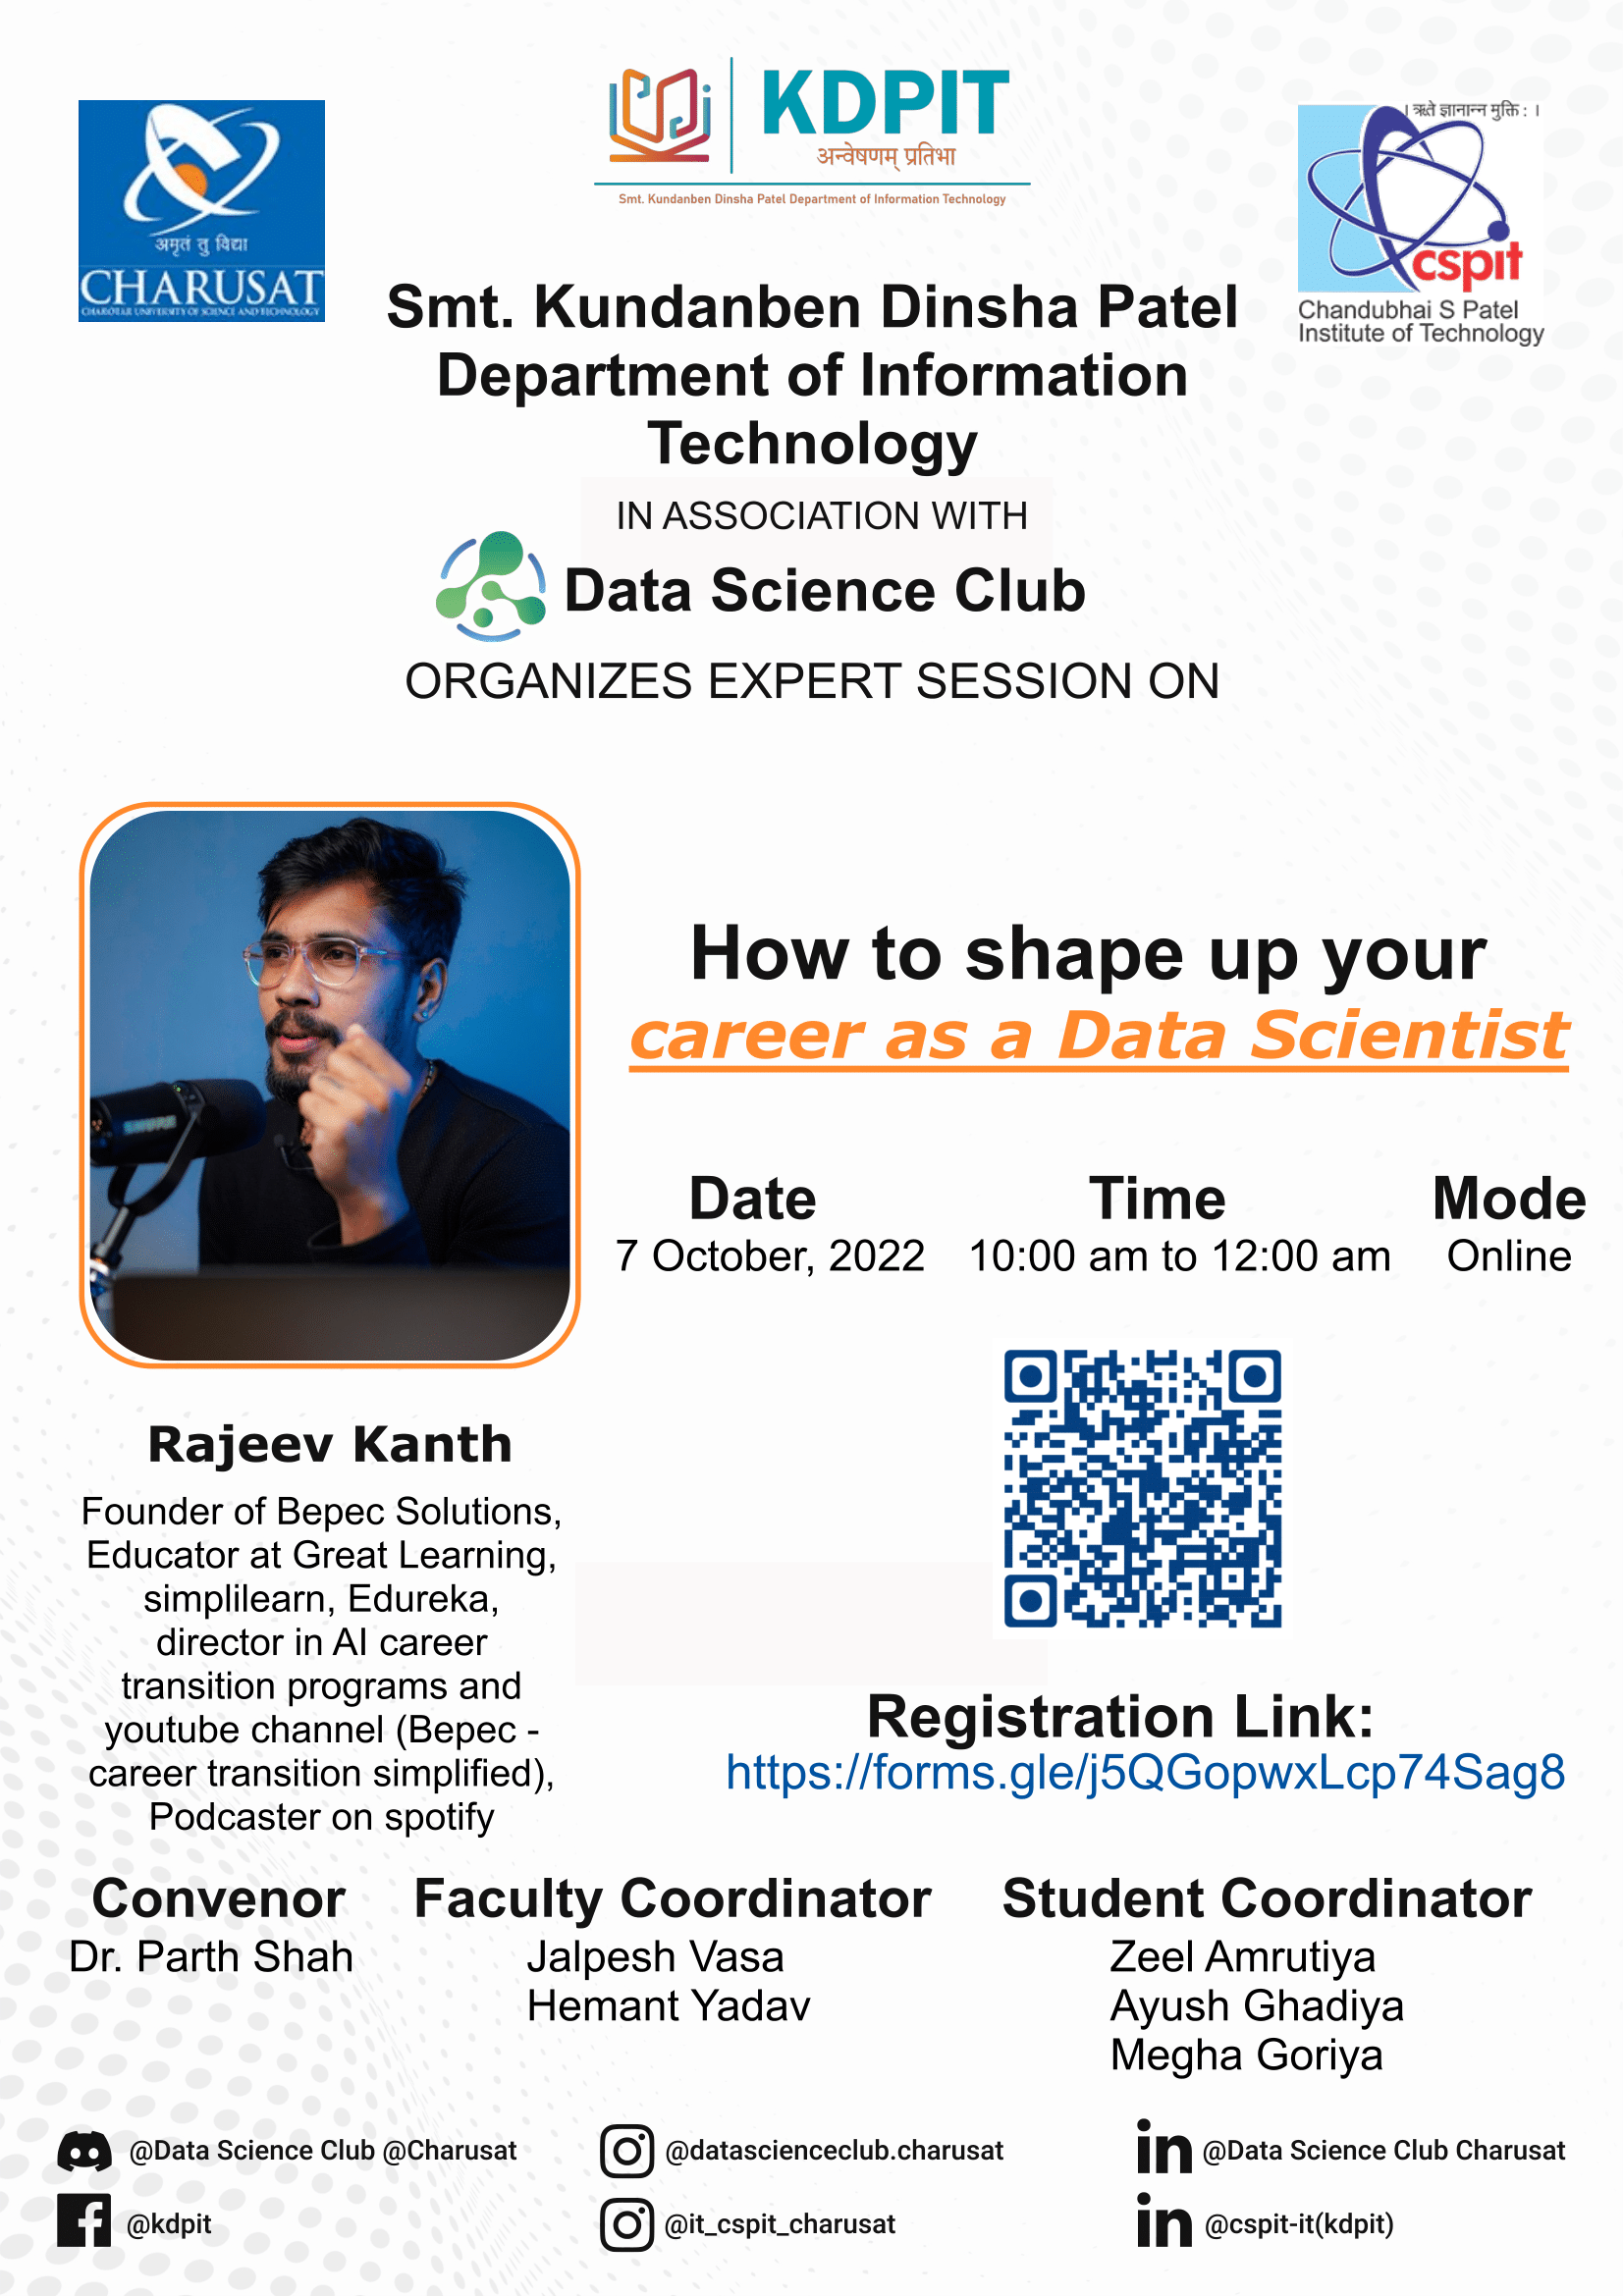 KDPIT
अन्वेषणम् प्रतिभा
Smt. Kundanben Dinsha Patel Department of Information Technology
अमृतं तु विद्या
CHARUSAT
CHAROTAR UNIVERSITY OF SCIENCE AND TECHNOLOGY
। ऋते ज्ञानान्न मुक्ति : ।
cspit
Chandubhai S Patel
Institute of Technology
Smt. Kundanben Dinsha Patel
Department of Information
Technology
IN ASSOCIATION WITH
Data Science Club
ORGANIZES EXPERT SESSION ON
How to shape up your
career as a Data Scientist
Date
7 October, 2022
Time
10:00 am to 12:00 am
Mode
Online
Rajeev Kanth
Founder of Bepec Solutions,
Educator at Great Learning,
simplilearn, Edureka,
director in AI career
transition programs and
youtube channel (Bepec -
career transition simplified),
Podcaster on spotify
Registration Link:
https://forms.gle/j5QGopwxLcp74Sag8
Convenor
Dr. Parth Shah
Faculty Coordinator
Jalpesh Vasa
Hemant Yadav
Student Coordinator
Zeel Amrutiya
Ayush Ghadiya
Megha Goriya
@Data Science Club @Charusat
@datascienceclub.charusat
@Data Science Club Charusat
@kdpit
@it_cspit_charusat
@cspit-it(kdpit)